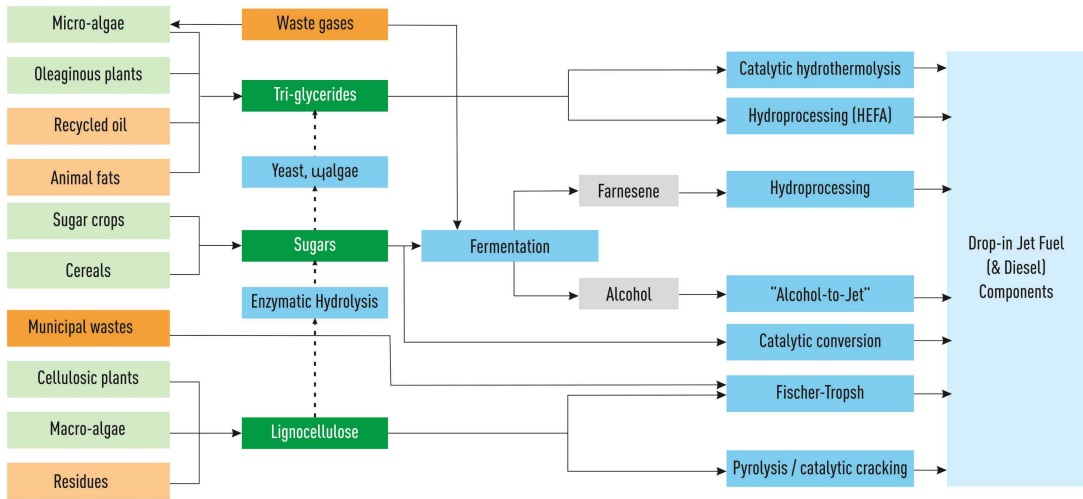 Micro-algae
Waste gases
Oleaginous plants
Catalytic hydrothermolysis
Tri-glycerides
Recycled oil
Hydroprocessing (HEFA)
Animal fats
Yeast, պalgae
Farnesene
Hydroprocessing
Sugar crops
Sugars
Fermentation
Cereals
Drop-in Jet Fuel
(& Diesel)
Components
Enzymatic Hydrolysis
Alcohol
"Alcohol-to-Jet"
Municipal wastes
Catalytic conversion
Cellulosic plants
Fischer-Tropsh
Macro-algae
Lignocellulose
Residues
Pyrolysis / catalytic cracking